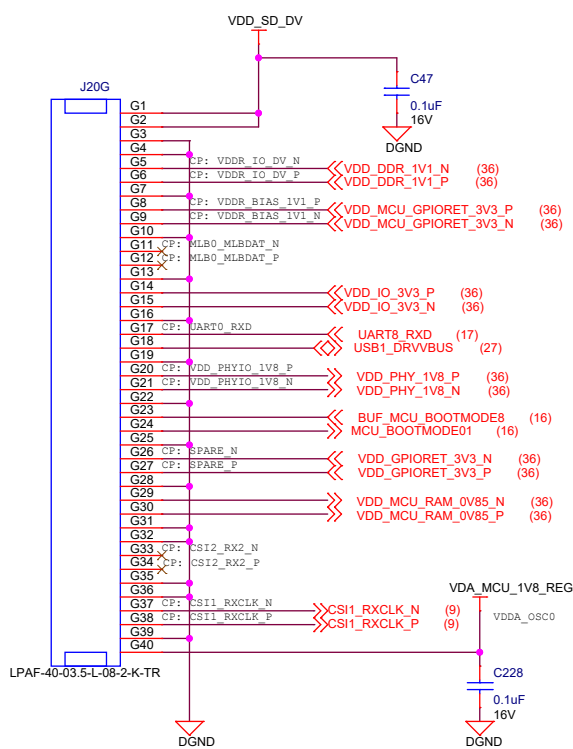 VDD_SD_DV
J20G
C47
0.1uF
16V
DGND
G1
G2
G3
G4
G5 CP: VDDR_IO_DV_N VDD_DDR_1V1_N (36)
G6 CP: VDDR_IO_DV_P VDD_DDR_1V1_P (36)
G7
G8 CP: VDDR_BIAS_1V1_P VDD_MCU_GPIORET_3V3_P (36)
G9 CP: VDDR_BIAS_1V1_N VDD_MCU_GPIORET_3V3_N (36)
G10
G11 CP: MLB0_MLBDAT_N
G12 CP: MLB0_MLBDAT_P
G13
G14 VDD_IO_3V3_P (36)
G15 VDD_IO_3V3_N (36)
G16
G17 CP: UART0_RXD UART8_RXD (17)
G18 USB1_DRVVBUS (27)
G19
G20 CP: VDD_PHYIO_1V8_P VDD_PHY_1V8_P (36)
G21 CP: VDD_PHYIO_1V8_N VDD_PHY_1V8_N (36)
G22
G23 BUF_MCU_BOOTMODE8 (16)
G24 MCU_BOOTMODE01 (16)
G25
G26 CP: SPARE_N VDD_GPIORET_3V3_N (36)
G27 CP: SPARE_P VDD_GPIORET_3V3_P (36)
G28
G29 VDD_MCU_RAM_0V85_N (36)
G30 VDD_MCU_RAM_0V85_P (36)
G31
G32
G33 CP: CSI2_RX2_N
G34 CP: CSI2_RX2_P
G35
G36
G37 CP: CSI1_RXCLK_N CSI1_RXCLK_N (9)
G38 CP: CSI1_RXCLK_P CSI1_RXCLK_P (9)
G39
G40
VDA_MCU_1V8_REG
VDDA_OSC0
LPAF-40-03.5-L-08-2-K-TR
C228
0.1uF
16V
DGND
DGND